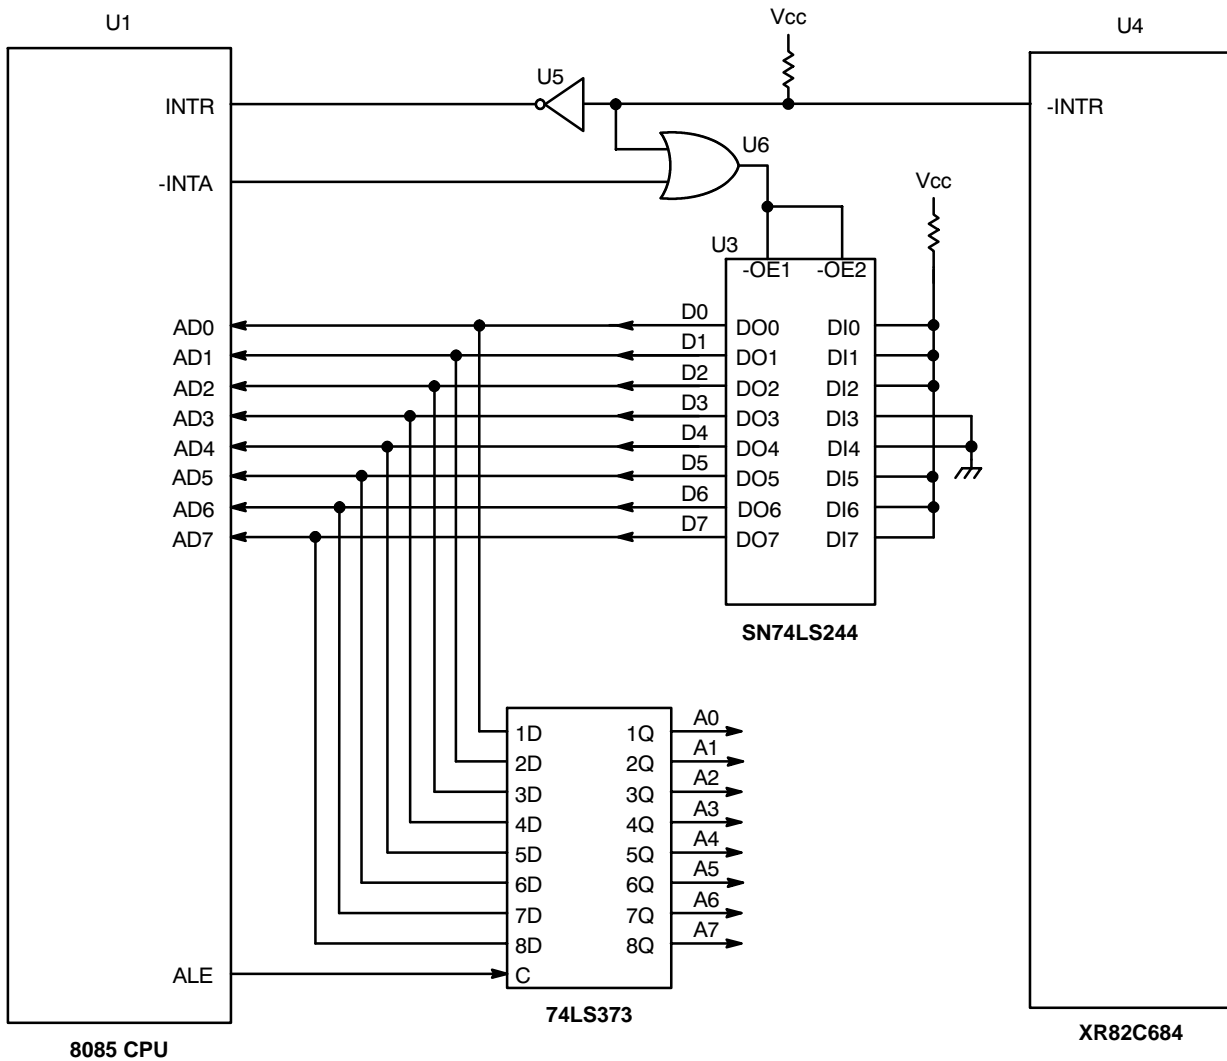 U1
Vcc
U4
U5
INTR
-INTR
U6
-INTA
Vcc
U3
-OE1 -OE2
D0
AD0 DO0 DI0
D1
AD1 DO1 DI1
D2
AD2 DO2 DI2
D3
AD3 DO3 DI3
D4
AD4 DO4 DI4
D5
AD5 DO5 DI5
D6
AD6 DO6 DI6
D7
AD7 DO7 DI7
SN74LS244
A0
1D 1Q
A1
2D 2Q
A2
3D 3Q
A3
4D 4Q
A4
5D 5Q
A5
6D 6Q
A6
7D 7Q
A7
8D 8Q
ALE C
74LS373
XR82C684
8085 CPU